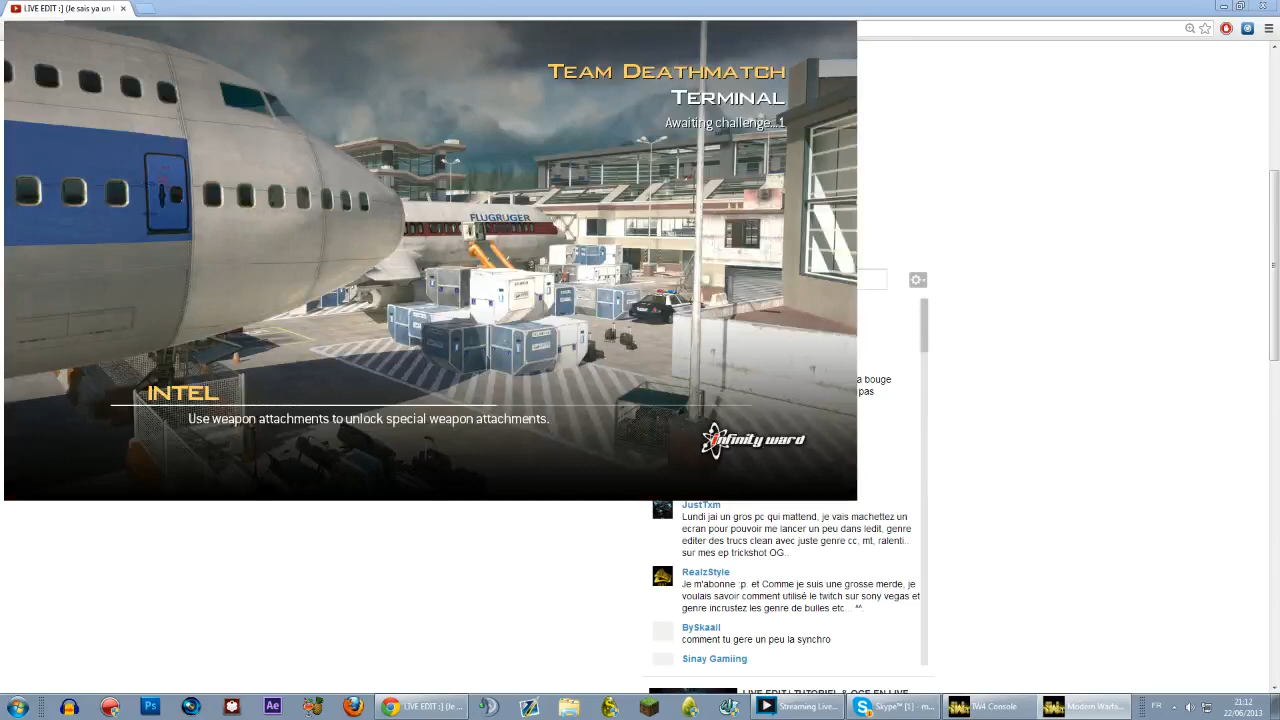 LIVE EDIT :] (Je sais ya un
TEAM DEATHMATCH
TERMINAL
Awaiting challenge...1
FLUGRUGER
INTEL
Use weapon attachments to unlock special weapon attachments.
infinity ward
a bouge
pas
JustTxm
Lundi jai un gros pc qui mattend, je vais machettez un
ecran pour pouvoir me lancer un peu dans ledit, genre
editer des trucs clean avec juste genre cc, mt, ralenti..
sur mes ep trickshot OG..
RealzStyle
Je m'abonne :p. et Comme je suis une grosse merde, je
voulais savoir comment utilisé le twitch sur sony vegas et
genre incrustez les genre de bulles etc... ^^
BySkaall
comment tu gere un peu la synchro
Sinay Gamiing
LIVE EDIT | TUTORIEL & OGE EN LIVE
Ps
Ae
LIVE EDIT :] (Je ...
Streaming Live...
Skype™ [1] - m...
IW4 Console
Modern Warfa...
FR
21:12
22/06/2013